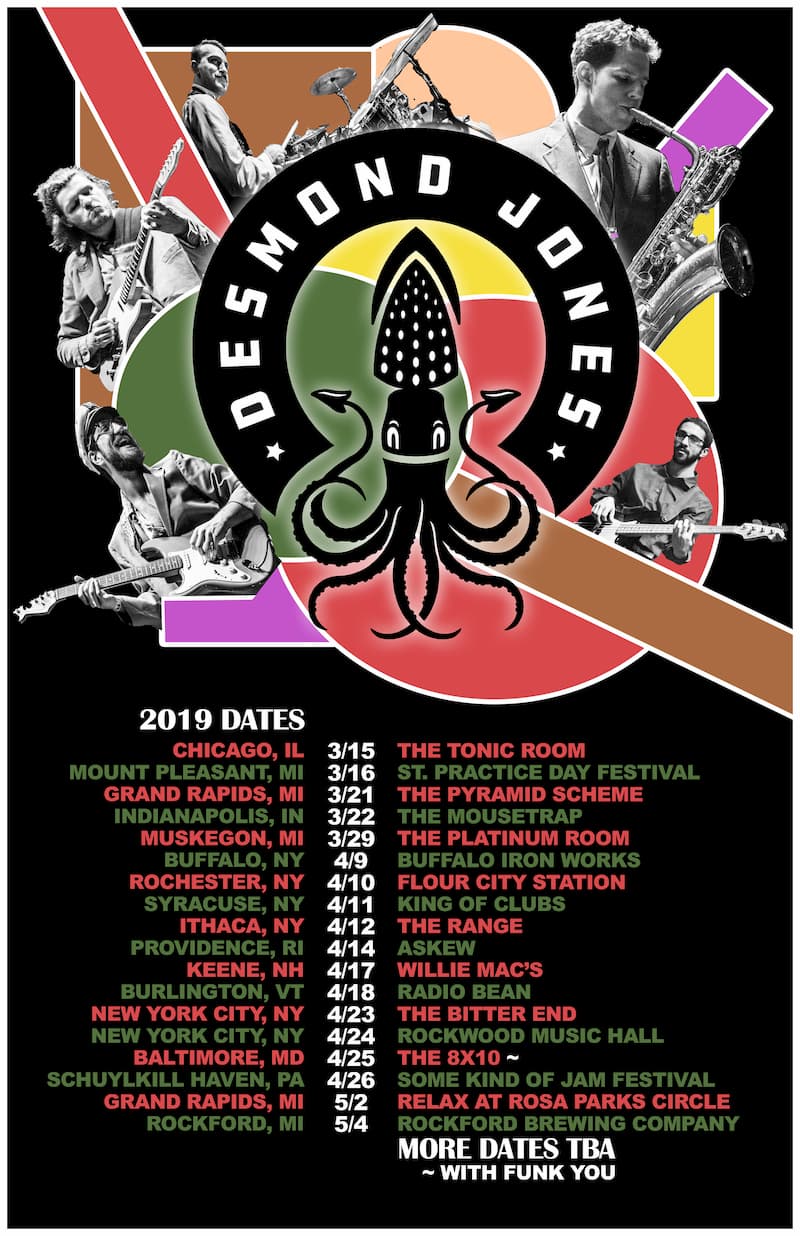 DESMOND JONES
2019 DATES
CHICAGO, IL 3/15 THE TONIC ROOM
MOUNT PLEASANT, MI 3/16 ST. PRACTICE DAY FESTIVAL
GRAND RAPIDS, MI 3/21 THE PYRAMID SCHEME
INDIANAPOLIS, IN 3/22 THE MOUSETRAP
MUSKEGON, MI 3/29 THE PLATINUM ROOM
BUFFALO, NY 4/9 BUFFALO IRON WORKS
ROCHESTER, NY 4/10 FLOUR CITY STATION
SYRACUSE, NY 4/11 KING OF CLUBS
ITHACA, NY 4/12 THE RANGE
PROVIDENCE, RI 4/14 ASKEW
KEENE, NH 4/17 WILLIE MAC'S
BURLINGTON, VT 4/18 RADIO BEAN
NEW YORK CITY, NY 4/23 THE BITTER END
NEW YORK CITY, NY 4/24 ROCKWOOD MUSIC HALL
BALTIMORE, MD 4/25 THE 8X10 ~
SCHUYLKILL HAVEN, PA 4/26 SOME KIND OF JAM FESTIVAL
GRAND RAPIDS, MI 5/2 RELAX AT ROSA PARKS CIRCLE
ROCKFORD, MI 5/4 ROCKFORD BREWING COMPANY
MORE DATES TBA
~ WITH FUNK YOU